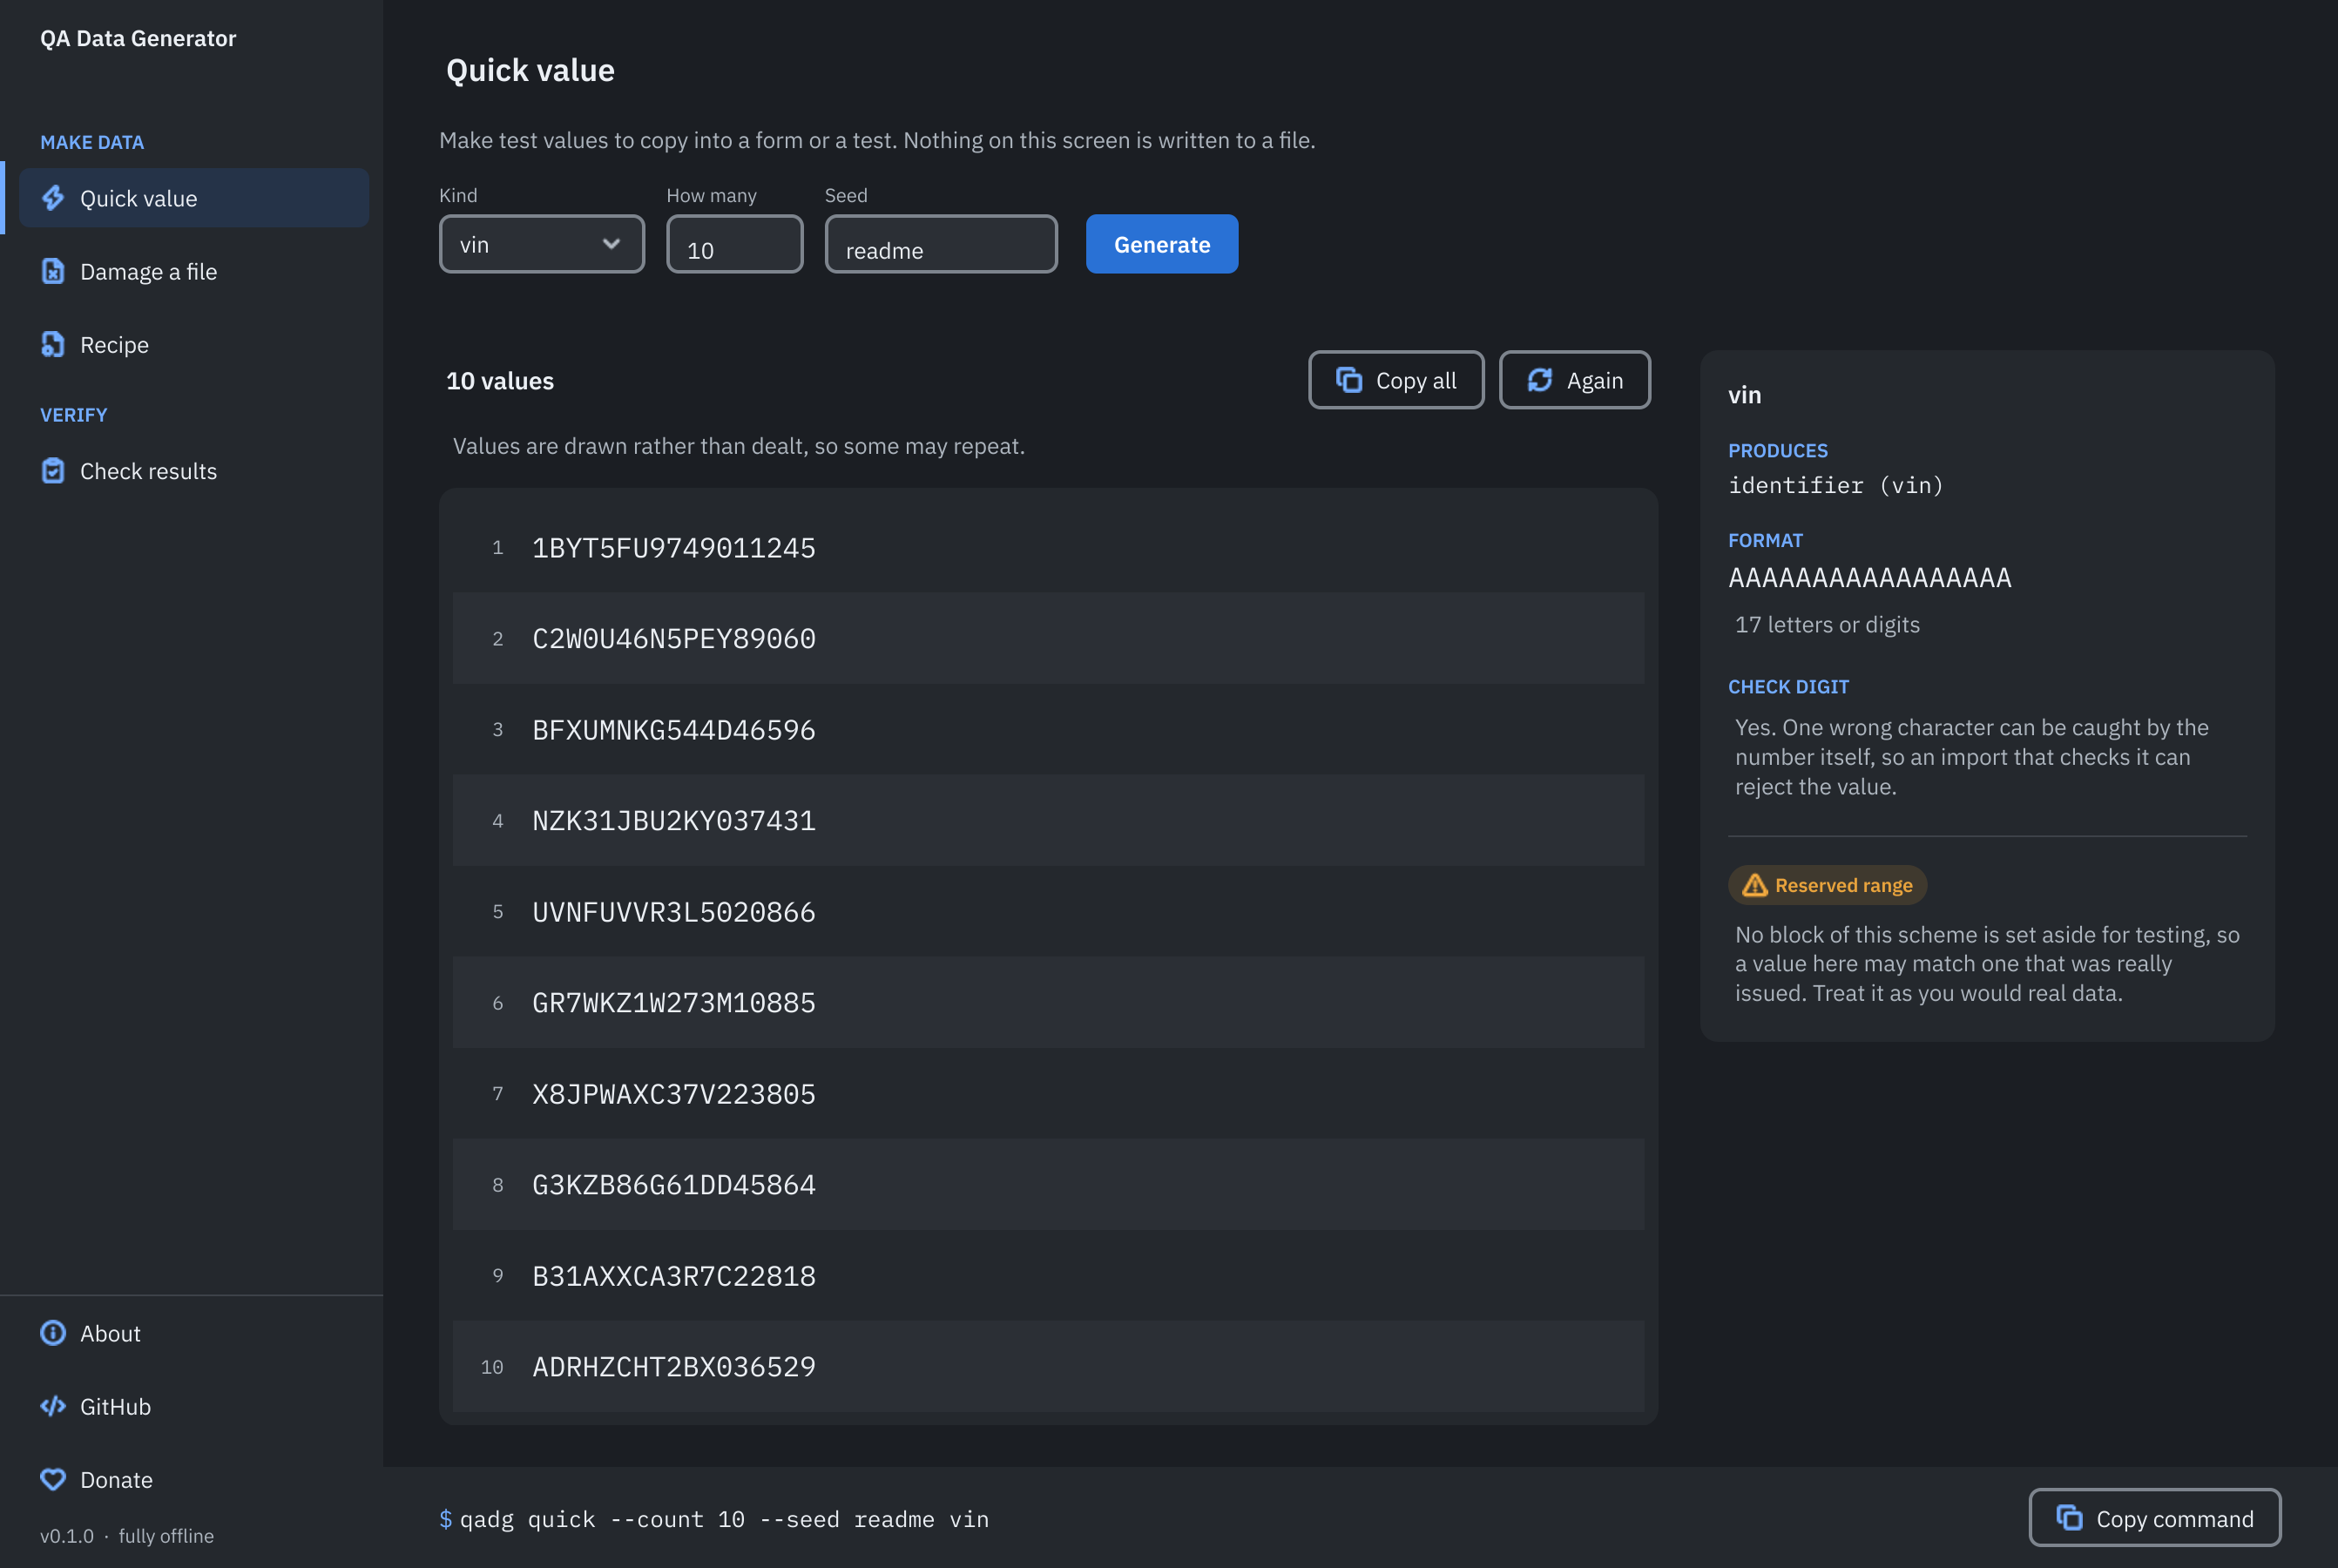 QA Data Generator
MAKE DATA
Quick value
Damage a file
Recipe
VERIFY
Check results
About
GitHub
Donate
v0.1.0 · fully offline
Quick value
Make test values to copy into a form or a test. Nothing on this screen is written to a file.
Kind
How many
Seed
vin
10
readme
Generate
10 values
Copy all
Again
Values are drawn rather than dealt, so some may repeat.
1 1BYT5FU9749011245
2 C2W0U46N5PEY89060
3 BFXUMNKG544D46596
4 NZK31JBU2KY037431
5 UVNFUVVR3L5020866
6 GR7WKZ1W273M10885
7 X8JPWAXC37V223805
8 G3KZB86G61DD45864
9 B31AXXCA3R7C22818
10 ADRHZCHT2BX036529
vin
PRODUCES
identifier (vin)
FORMAT
AAAAAAAAAAAAAAAAA
17 letters or digits
CHECK DIGIT
Yes. One wrong character can be caught by the
number itself, so an import that checks it can
reject the value.
Reserved range
No block of this scheme is set aside for testing, so
a value here may match one that was really
issued. Treat it as you would real data.
$ qadg quick --count 10 --seed readme vin
Copy command